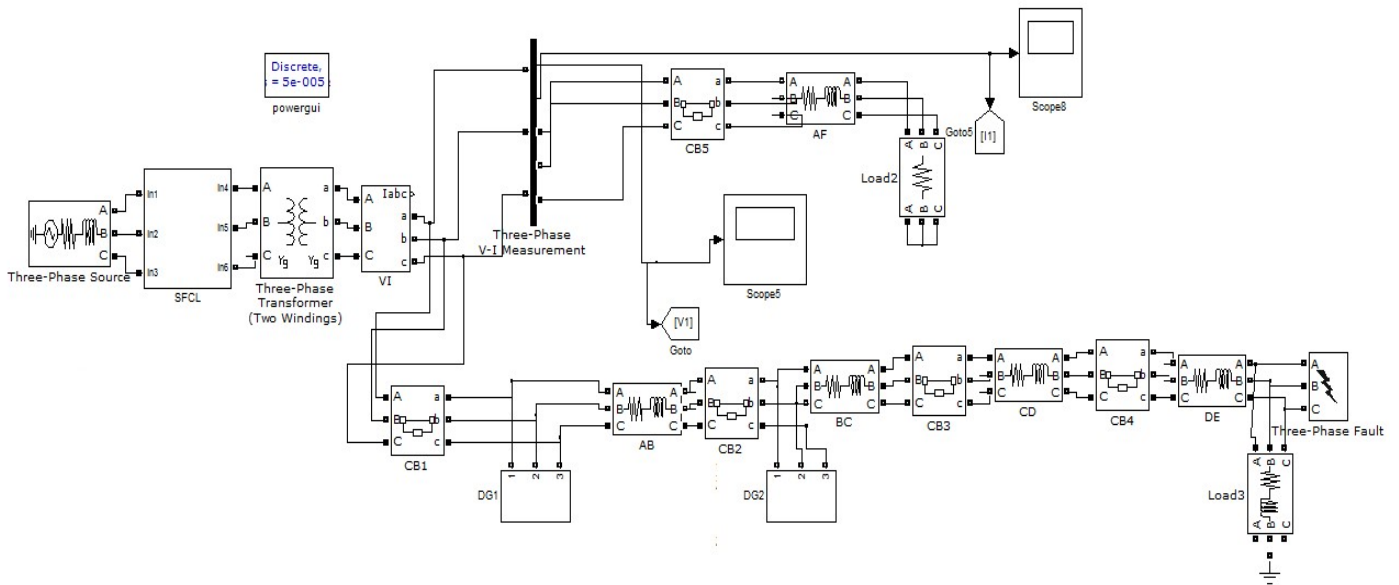 Discrete,
s = 5e-005
powergui
Three-Phase Source
A
B
C
In1
In2
In3
In4
In5
In6
SFCL
A
B
C
a
b
c
Yg
Yg
Three-Phase
Transformer
(Two Windings)
Iabc
A
B
C
a
b
c
VI
Three-Phase
V-I Measurement
A
B
C
a
b
c
CB5
A
B
C
A
B
C
AF
A
B
C
Load2
A
B
C
Goto5
[I1]
Scope8
Scope5
[V1]
Goto
A
B
C
a
b
c
CB1
1
2
3
DG1
A
B
C
A
B
C
AB
A
B
C
a
b
c
CB2
1
2
3
DG2
A
B
C
A
B
C
BC
A
B
C
a
b
c
CB3
A
B
C
A
B
C
CD
A
B
C
a
b
c
CB4
A
B
C
A
B
C
DE
A
B
C
Three-Phase Fault
A
B
C
Load3
A
B
C